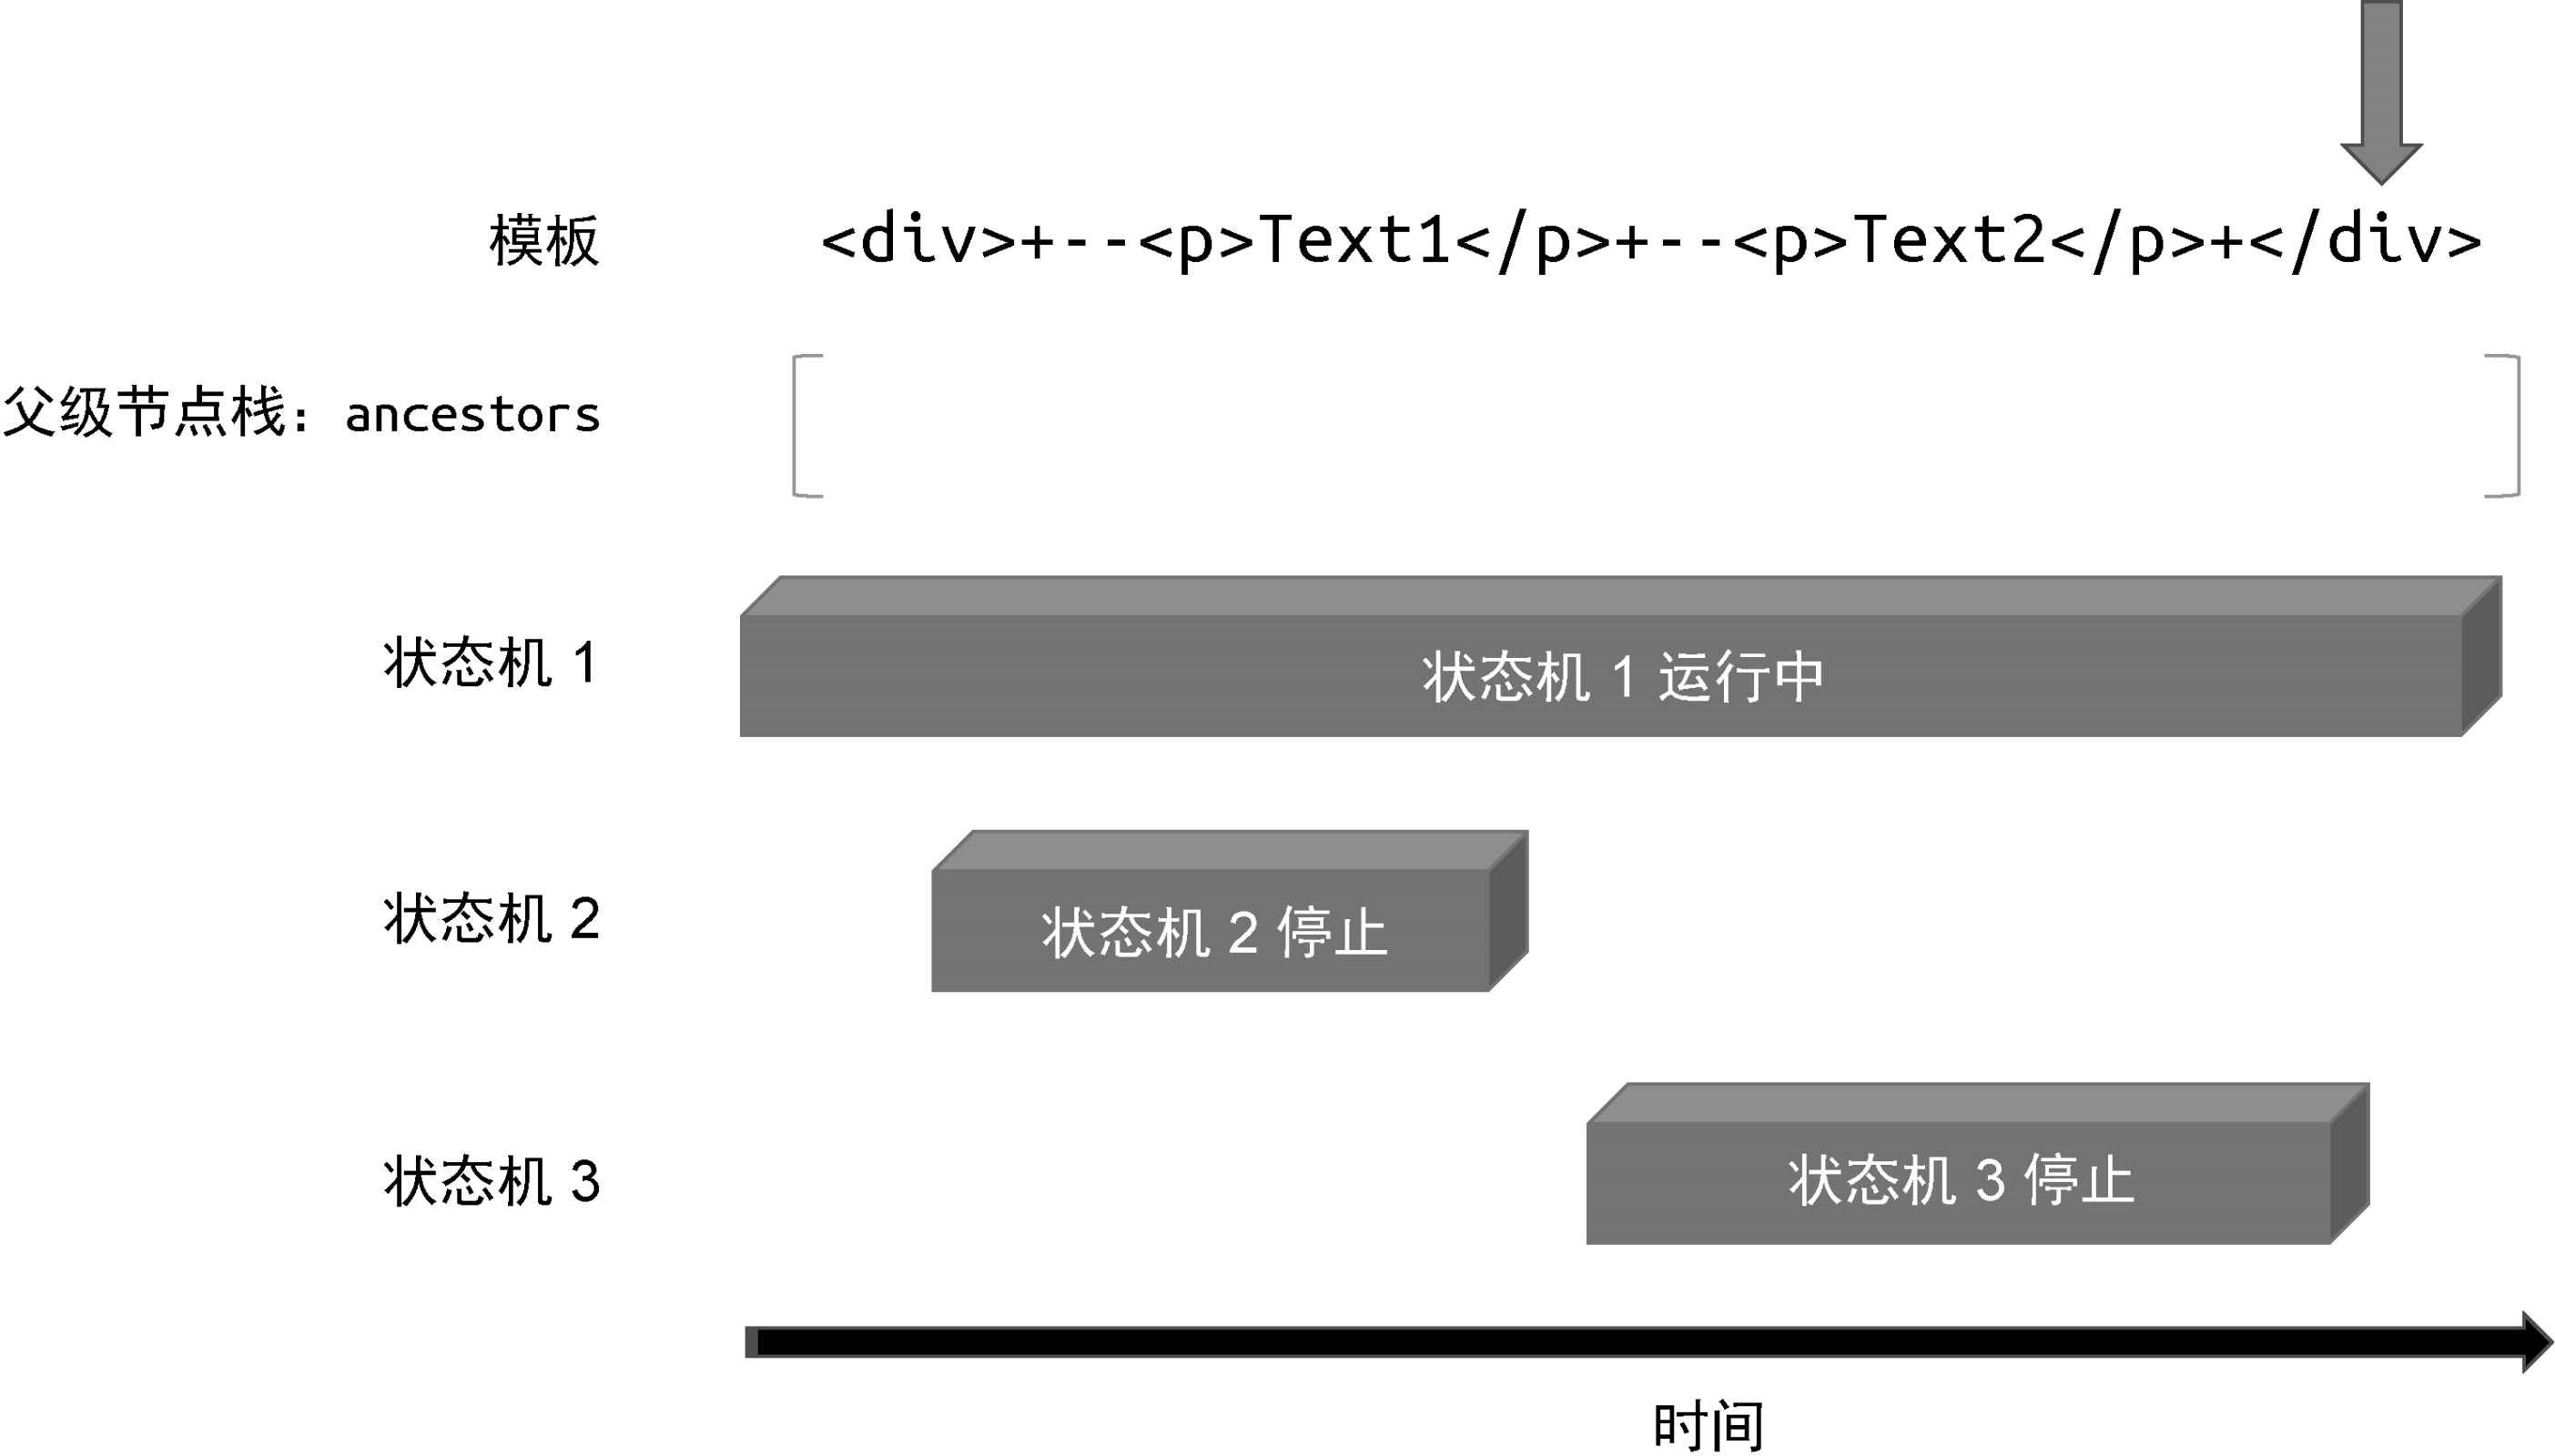 模板 <div>+--<p>Text1</p>+--<p>Text2</p>+</div>
父级节点栈：ancestors
状态机 1 状态机 1 运行中
状态机 2 状态机 2 停止
状态机 3 状态机 3 停止
时间